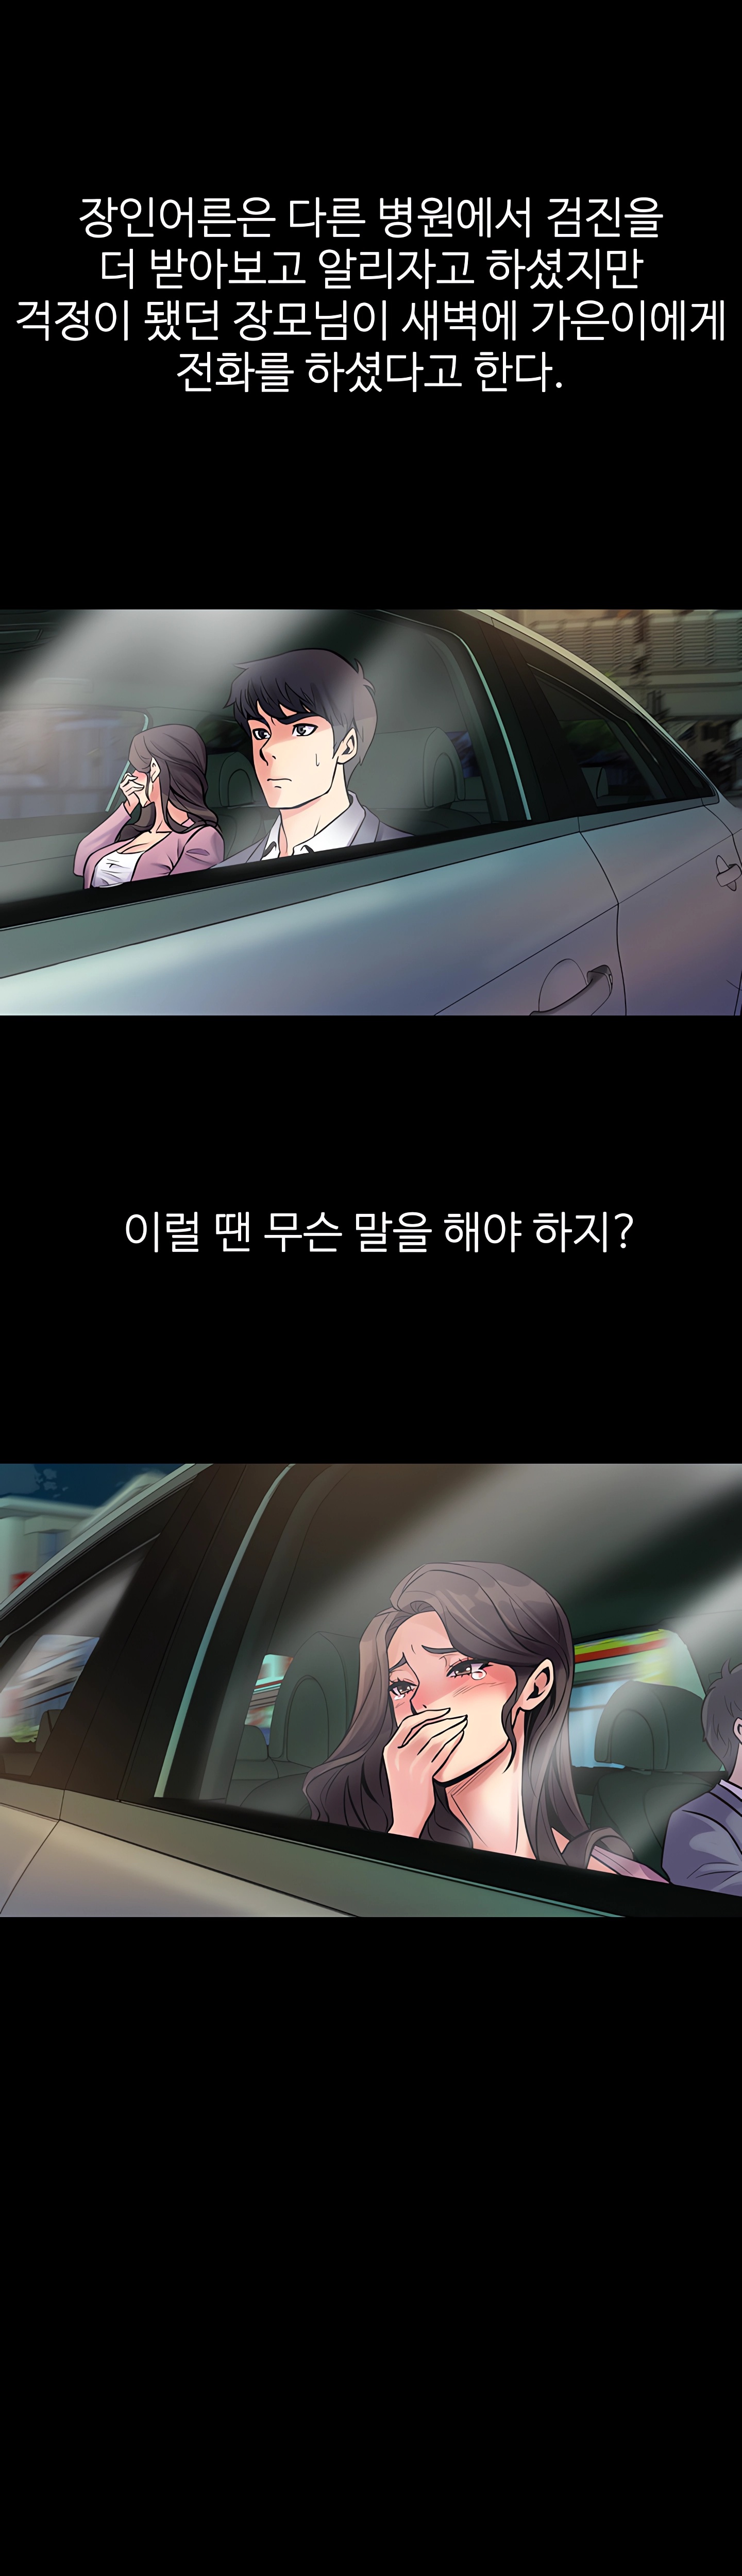 장인어른은 다른 병원에서 검진을
더 받아보고 알리자고 하셨지만
걱정이 됐던 장모님이 새벽에 가은이에게
전화를 하셨다고 한다.
이럴 땐 무슨 말을 해야 하지?